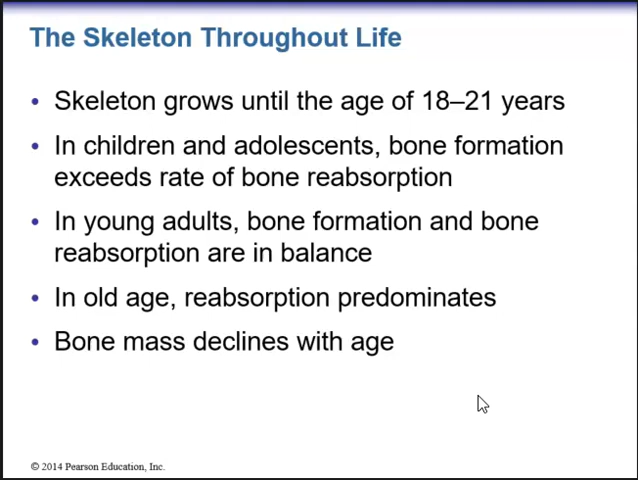 The Skeleton Throughout Life
• Skeleton grows until the age of 18–21 years
• In children and adolescents, bone formation
exceeds rate of bone reabsorption
• In young adults, bone formation and bone
reabsorption are in balance
• In old age, reabsorption predominates
• Bone mass declines with age
© 2014 Pearson Education, Inc.